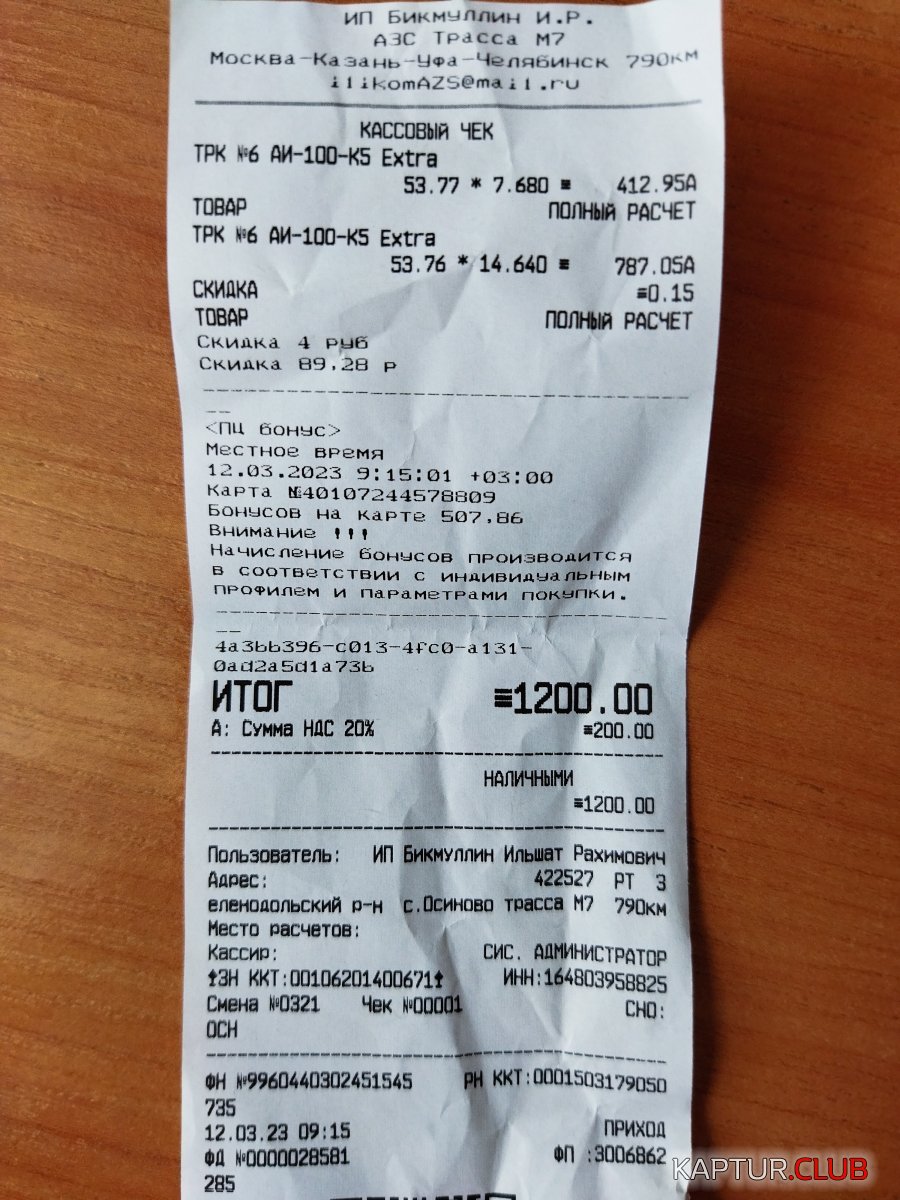 ИП Бикмуллин И.Р.
АЗС Трасса М7
Москва-Казань-Уфа-Челябинск 790км
ilikomAZS@mail.ru
КАССОВЫЙ ЧЕК
ТРК №6 АИ-100-К5 Extra
53.77 * 7.680 = 412.95А
ТОВАР ПОЛНЫЙ РАСЧЕТ
ТРК №6 АИ-100-К5 Extra
53.76 * 14.640 ≡ 787.05А
СКИДКА ≡0.15
ТОВАР ПОЛНЫЙ РАСЧЕТ
Скидка 4 руб
Скидка 89,28 р
<ПЦ бонус>
Местное время
12.03.2023 9:15:01 +03:00
Карта №40107244578809
Бонусов на карте 507,86
Внимание !!!
Начисление бонусов производится
в соответствии с индивидуальным
профилем и параметрами покупки.
4a3bb396-c013-4fc0-a131-
0ad2a5d1a73b
ИТОГ ≡1200.00
А: Сумма НДС 20% ≡200.00
НАЛИЧНЫМИ
≡1200.00
Пользователь: ИП Бикмуллин Ильшат Рахимович
Адрес: 422527 РТ З
еленодольский р-н с.Осиново трасса М7 790км
Место расчетов:
Кассир: СИС. АДМИНИСТРАТОР
ЗН ККТ:00106201400671 ИНН:164803958825
Смена №0321 Чек №00001 СНО:
ОСН
ФН №9960440302451545 РН ККТ:0001503179050
735
12.03.23 09:15 ПРИХОД
ФД №0000028581 ФП :3006862
285
KAPTUR.CLUB